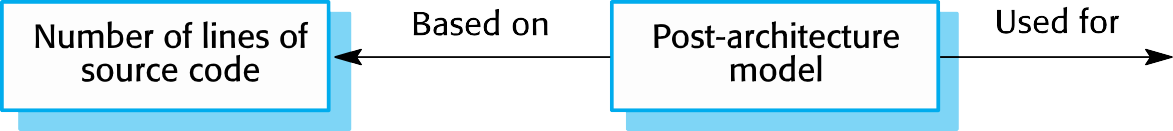 Number of lines of
source code
Based on
Post-architecture
model
Used for